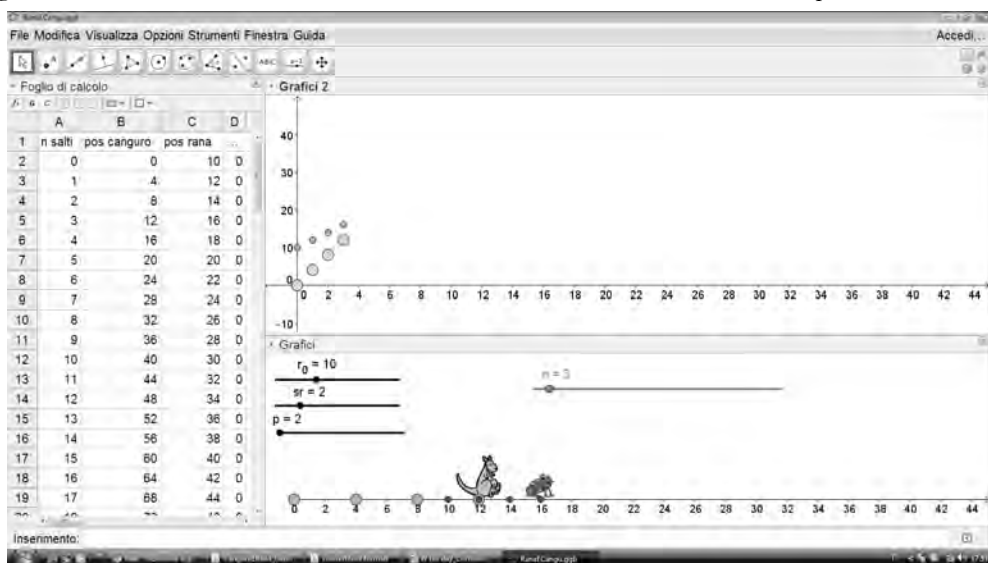 RanaECanguro.ggb
File Modifica Visualizza Opzioni Strumenti Finestra Guida Accedi...
ABC a=2
Foglio di calcolo
Grafici 2
A B C D
1 n salti pos canguro pos rana ...
2 0 0 10 0
3 1 4 12 0
4 2 8 14 0
5 3 12 16 0
6 4 16 18 0
7 5 20 20 0
8 6 24 22 0
9 7 28 24 0
10 8 32 26 0
11 9 36 28 0
12 10 40 30 0
13 11 44 32 0
14 12 48 34 0
15 13 52 36 0
16 14 56 38 0
17 15 60 40 0
18 16 64 42 0
19 17 68 44 0
40
30
20
10
0
0 2 4 6 8 10 12 14 16 18 20 22 24 26 28 30 32 34 36 38 40 42 44
-10
Grafici
r0 = 10
n = 3
sr = 2
p = 2
0 2 4 6 8 10 12 14 16 18 20 22 24 26 28 30 32 34 36 38 40 42 44
Inserimento: